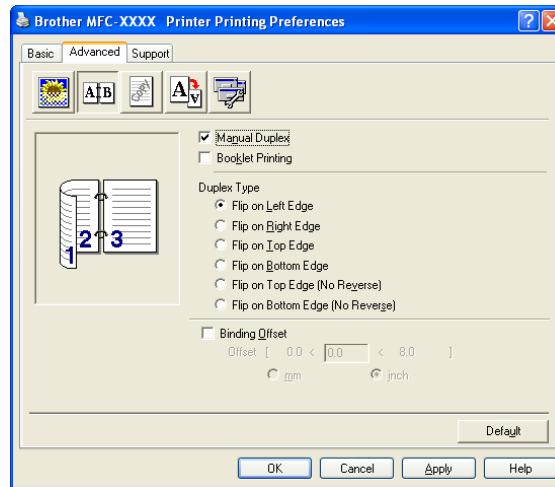 Brother MFC-XXXX Printer Printing Preferences
Basic Advanced Support
A B
A
V
Manual Duplex
Booklet Printing
1 2 3
Duplex Type
Flip on Left Edge
Flip on Right Edge
Flip on Top Edge
Flip on Bottom Edge
Flip on Top Edge (No Reverse)
Flip on Bottom Edge (No Reverse)
Binding Offset
Offset [ 0.0 < 0.0 < 8.0 ]
mm inch
Default
OK Cancel Apply Help